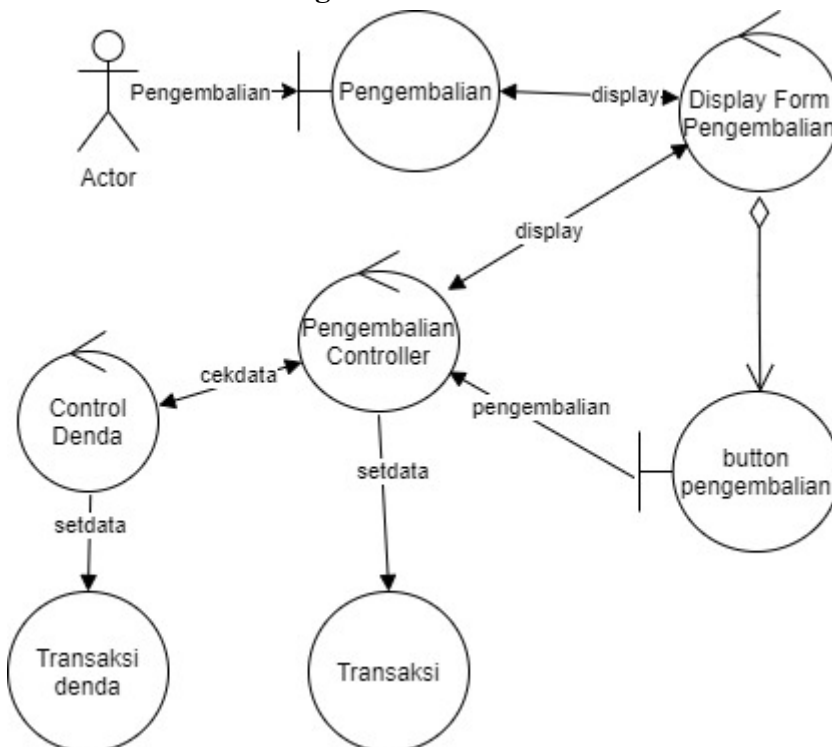 Pengembalian
Pengembalian
display
Display Form
Pengembalian
Actor
display
Pengembalian
Controller
cekdata
Control
Denda
pengembalian
button
pengembalian
setdata
setdata
Transaksi
denda
Transaksi